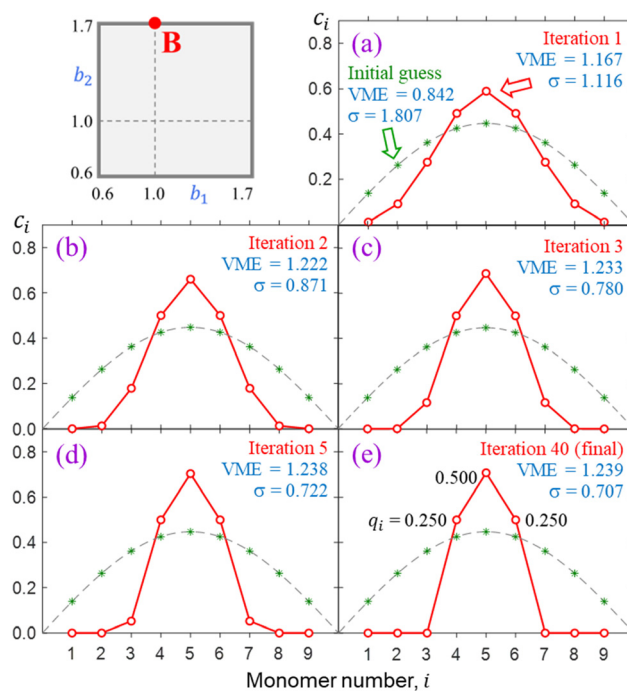 1.7
B
b₂
1.0
0.6
0.6 1.0 1.7
b₁
cᵢ
0.8
0.6
0.4
0.2
(a)
Iteration 1
VME = 1.167
σ = 1.116
Initial guess
VME = 0.842
σ = 1.807
cᵢ
0.8
0.6
0.4
0.2
0.0
(b)
Iteration 2
VME = 1.222
σ = 0.871
(c)
Iteration 3
VME = 1.233
σ = 0.780
0.8
0.6
0.4
0.2
0.0
(d)
Iteration 5
VME = 1.238
σ = 0.722
(e)
Iteration 40 (final)
VME = 1.239
σ = 0.707
0.500
qᵢ = 0.250
0.250
1 2 3 4 5 6 7 8 9
1 2 3 4 5 6 7 8 9
Monomer number, i